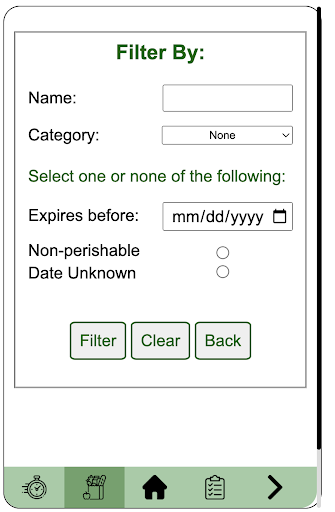 Filter By:
Name:
Category: None
Select one or none of the following:
Expires before: mm/dd/yyyy
Non-perishable
Date Unknown
Filter Clear Back